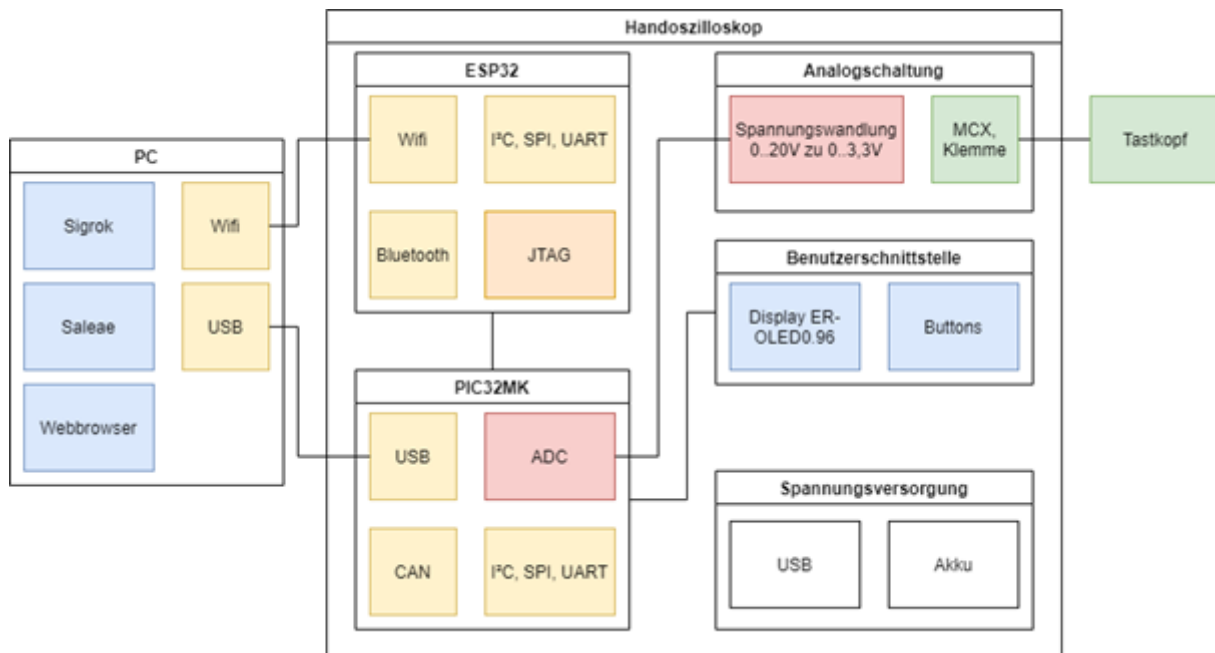 Handoszilloskop
PC
Sigrok
Wifi
Saleae
USB
Webbrowser
ESP32
Wifi
I²C, SPI, UART
Bluetooth
JTAG
PIC32MK
USB
ADC
CAN
I²C, SPI, UART
Analogschaltung
Spannungswandlung
0..20V zu 0..3,3V
MCX,
Klemme
Tastkopf
Benutzerschnittstelle
Display ER-
OLED0.96
Buttons
Spannungsversorgung
USB
Akku